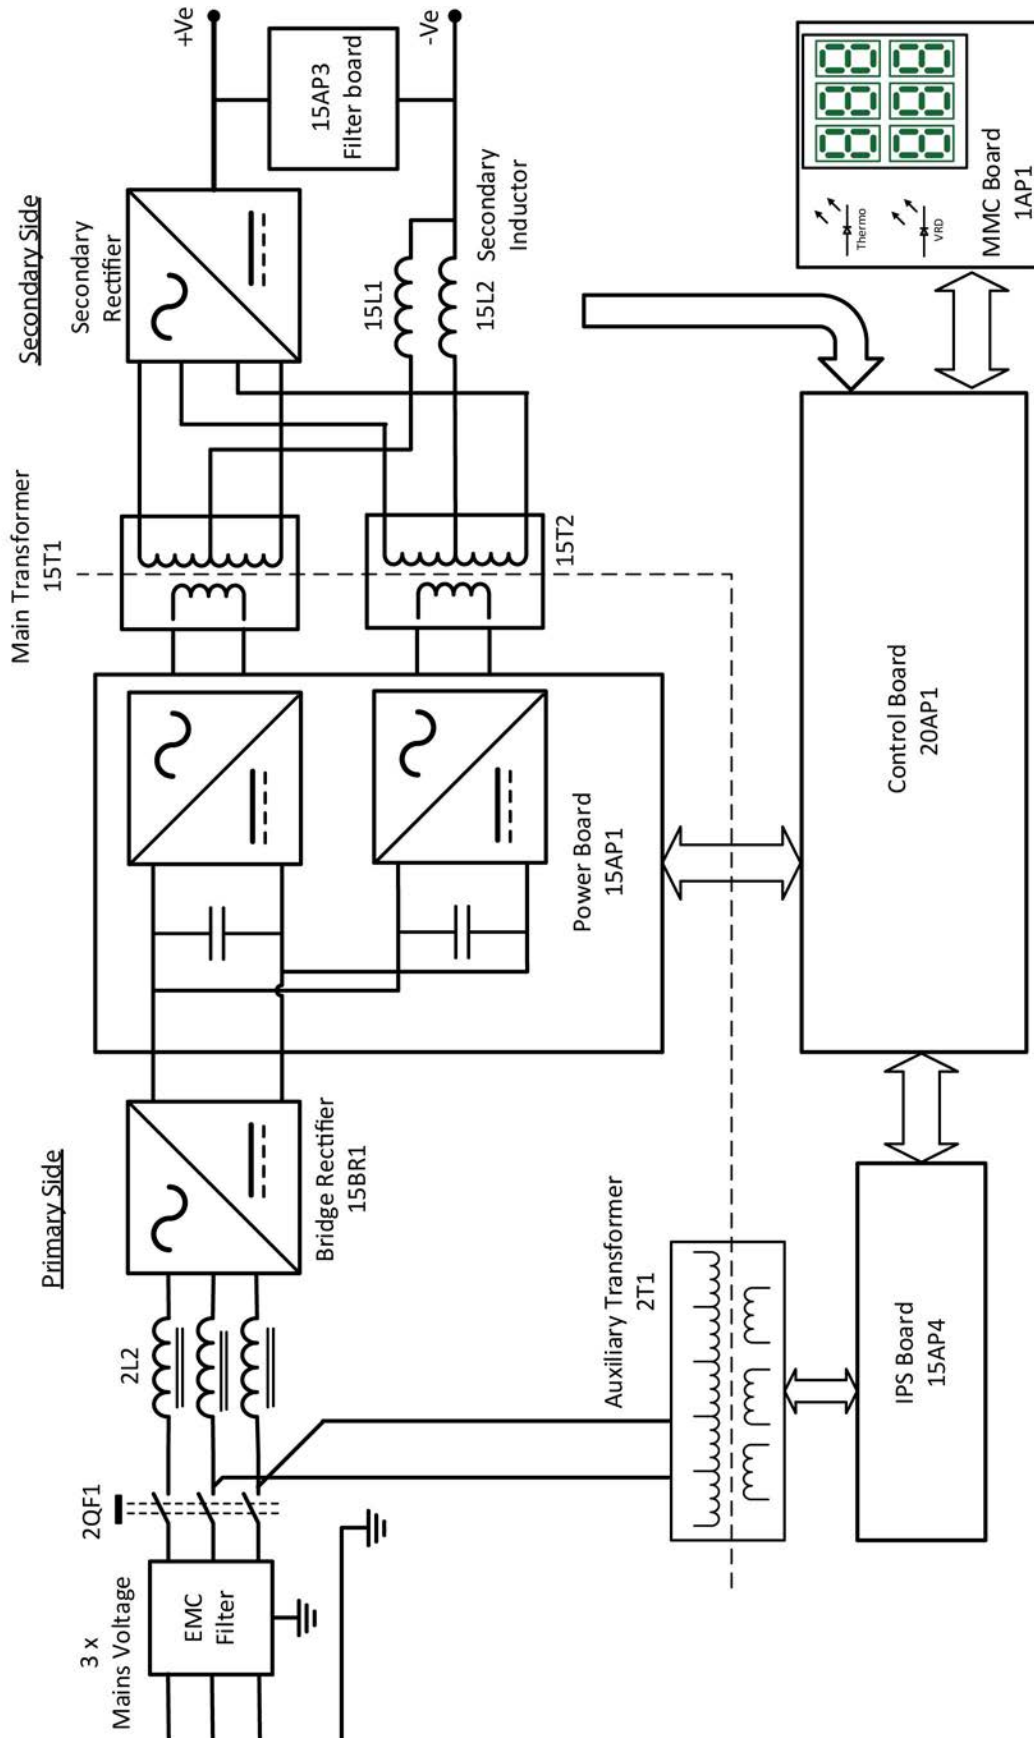 Primary Side
Secondary Side
3 x
Mains Voltage
EMC
Filter
2QF1
2L2
Bridge Rectifier
15BR1
Power Board
15AP1
Main Transformer
15T1
15T2
Secondary
Rectifier
15L1
15L2
Secondary
Inductor
15AP3
Filter board
+Ve
-Ve
Auxiliary Transformer
2T1
IPS Board
15AP4
Control Board
20AP1
Thermo
VRD
888
888
MMC Board
1AP1